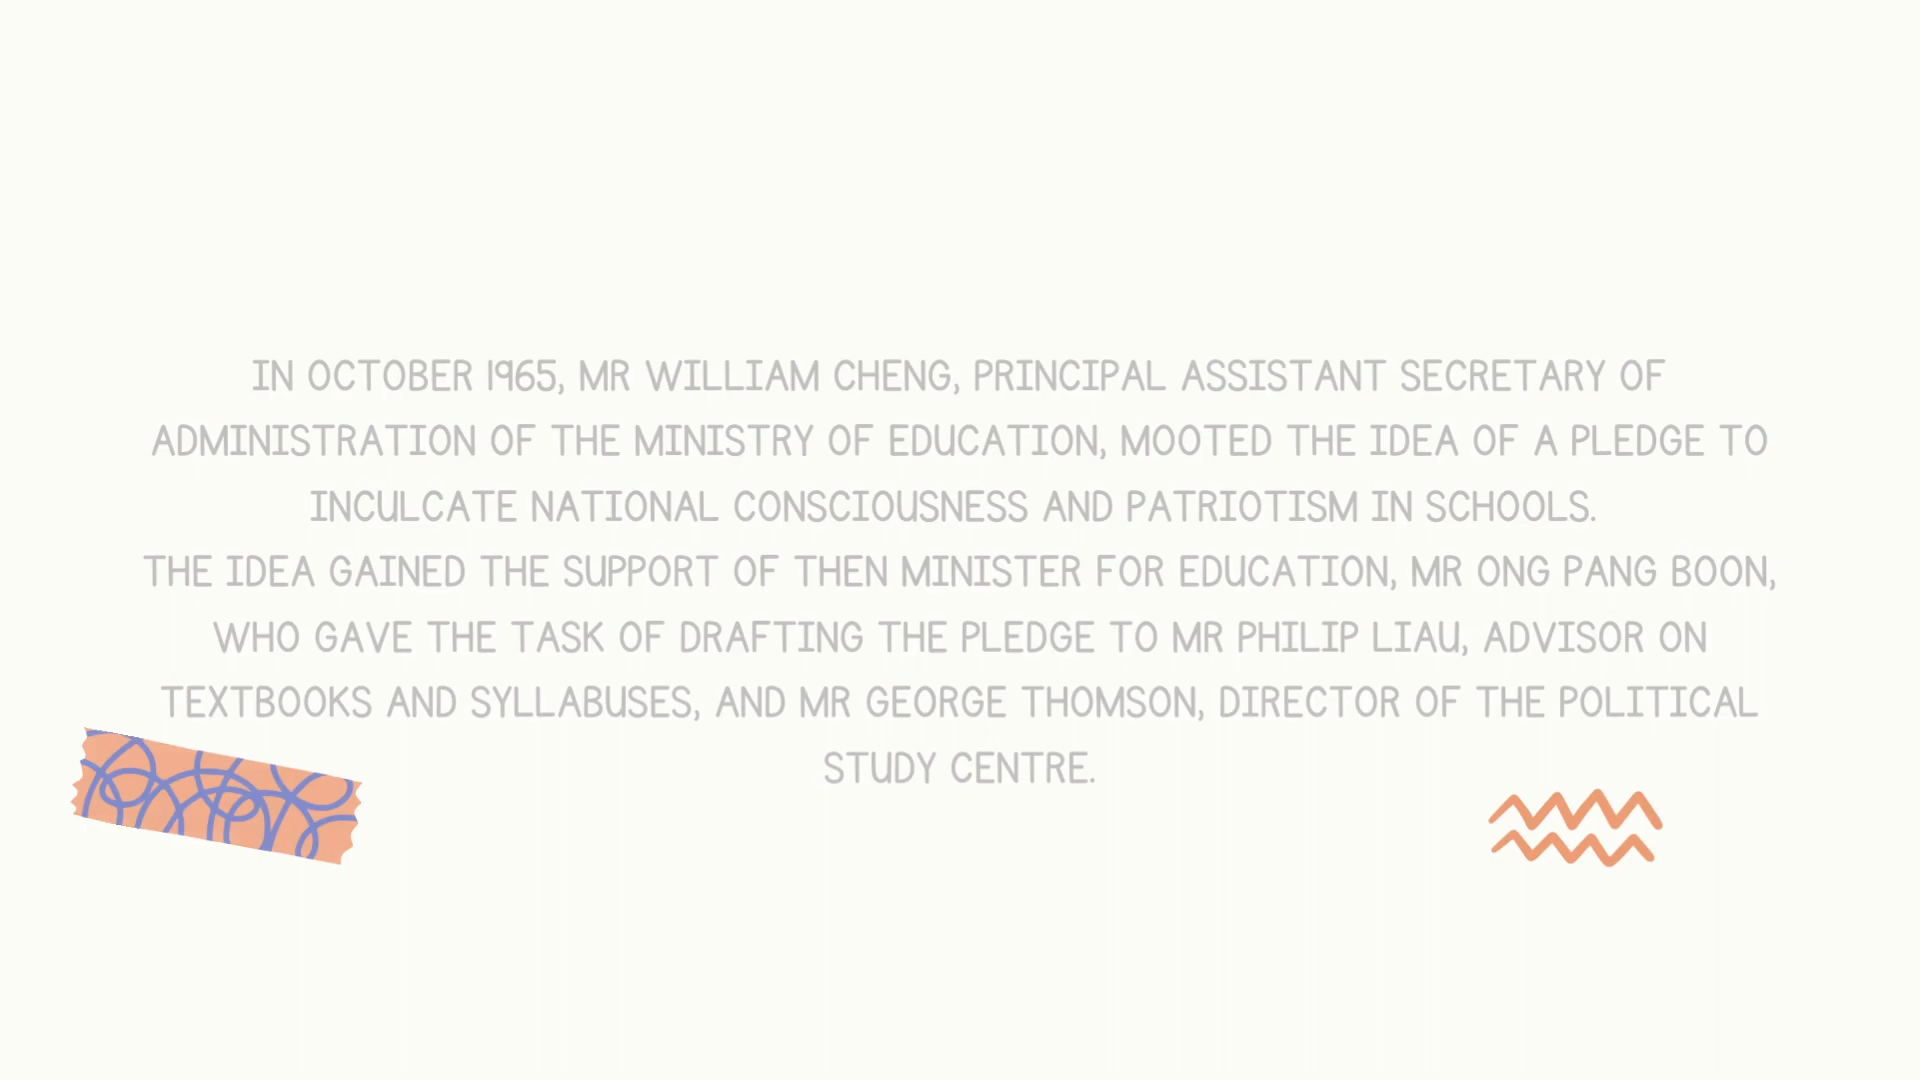 IN OCTOBER 1965, MR WILLIAM CHENG, PRINCIPAL ASSISTANT SECRETARY OF
ADMINISTRATION OF THE MINISTRY OF EDUCATION, MOOTED THE IDEA OF A PLEDGE TO
INCULCATE NATIONAL CONSCIOUSNESS AND PATRIOTISM IN SCHOOLS.
THE IDEA GAINED THE SUPPORT OF THEN MINISTER FOR EDUCATION, MR ONG PANG BOON,
WHO GAVE THE TASK OF DRAFTING THE PLEDGE TO MR PHILIP LIAU, ADVISOR ON
TEXTBOOKS AND SYLLABUSES, AND MR GEORGE THOMSON, DIRECTOR OF THE POLITICAL
STUDY CENTRE.